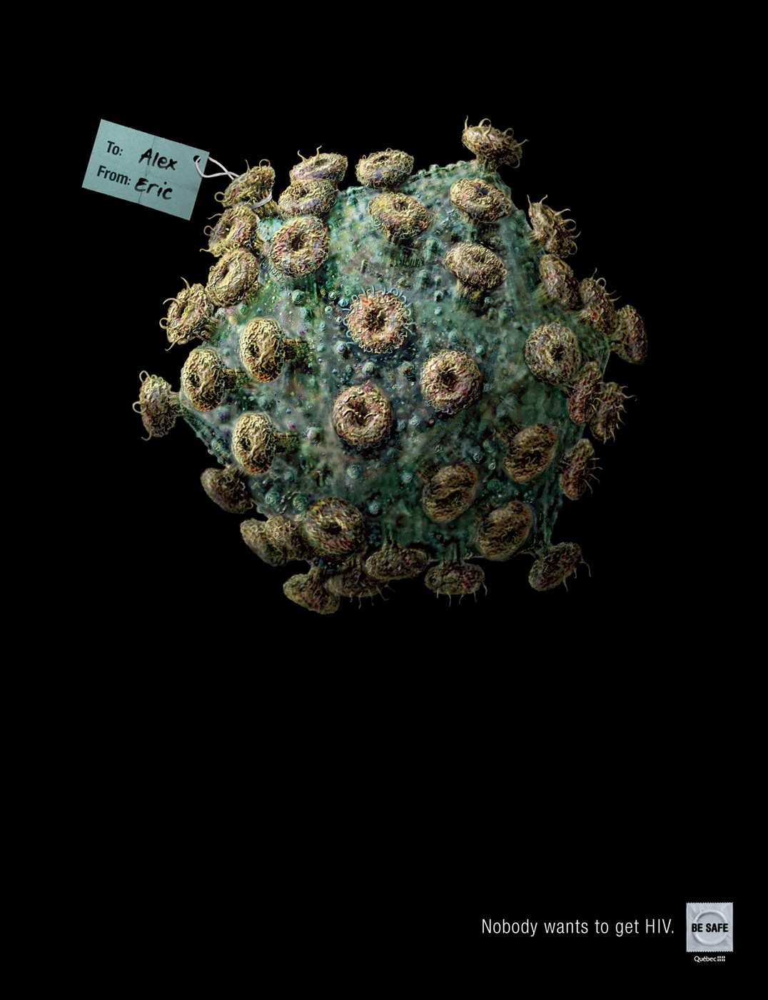 To: Alex
From: Eric
Nobody wants to get HIV.
BE SAFE
Québec